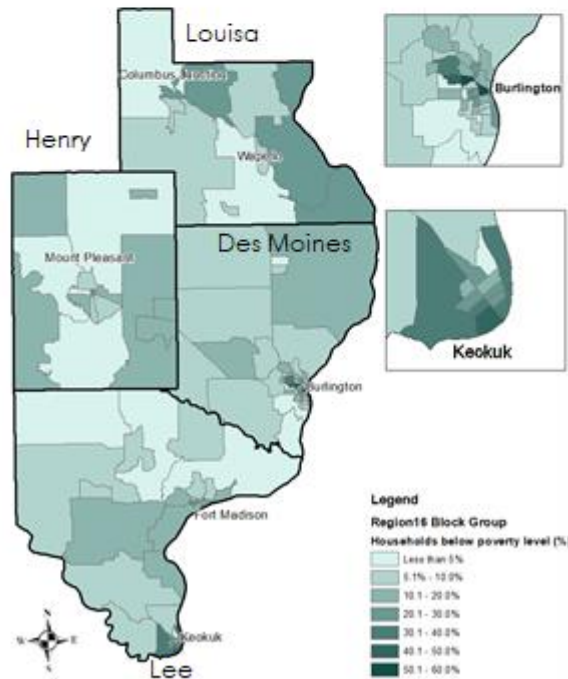 Louisa
Columbus Junction
Burlington
Henry
Wapello
Des Moines
Mount Pleasant
Keokuk
Burlington
Legend
Region16 Block Group
Households below poverty level (%)
Less than 5%
5.1% - 10.0%
10.1 - 20.0%
20.1 - 30.0%
30.1 - 40.0%
40.1 - 50.0%
50.1 - 60.0%
Fort Madison
N
W E
S
Keokuk
Lee